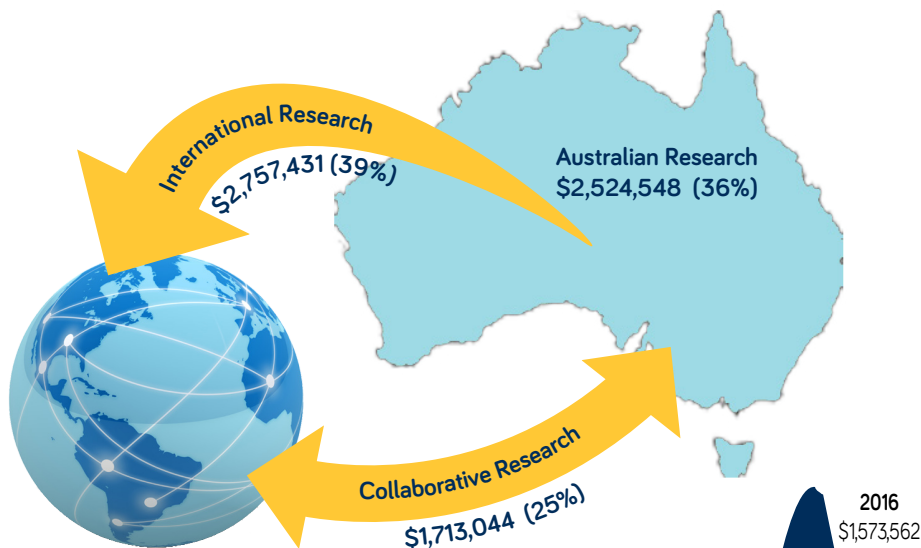 International Research
$2,757,431 (39%)
Australian Research
$2,524,548 (36%)
Collaborative Research
$1,713,044 (25%)
2016
$1,573,562